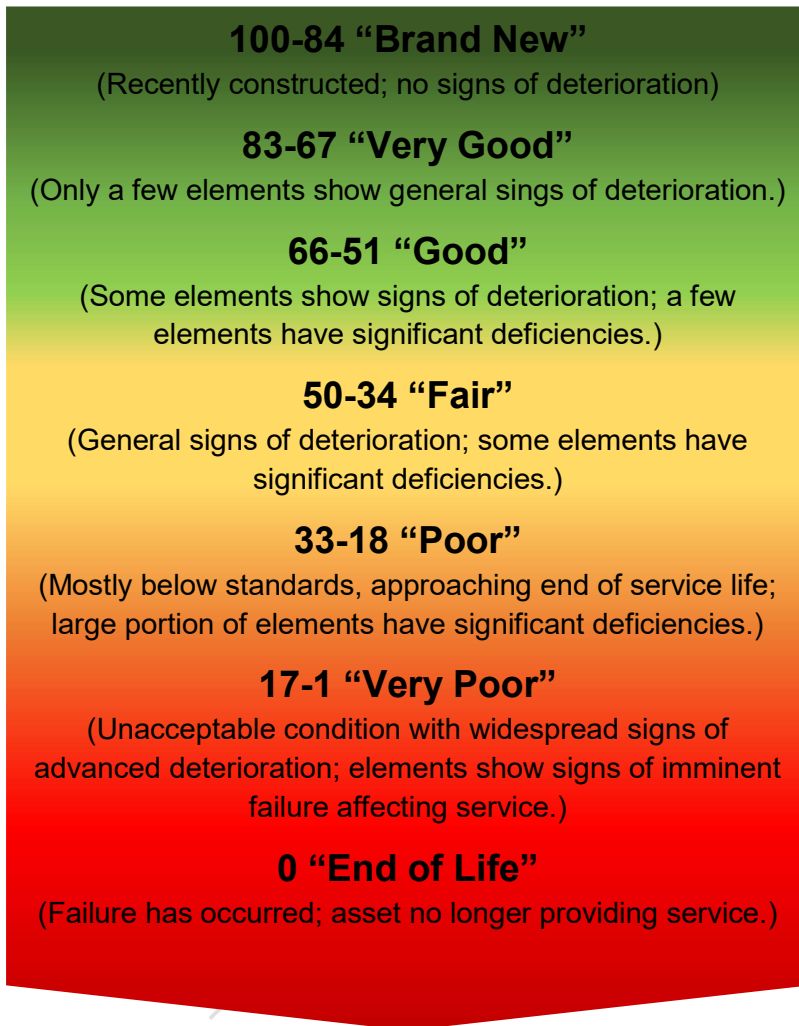 100-84 “Brand New”
(Recently constructed; no signs of deterioration)
83-67 “Very Good”
(Only a few elements show general sings of deterioration.)
66-51 “Good”
(Some elements show signs of deterioration; a few
elements have significant deficiencies.)
50-34 “Fair”
(General signs of deterioration; some elements have
significant deficiencies.)
33-18 “Poor”
(Mostly below standards, approaching end of service life;
large portion of elements have significant deficiencies.)
17-1 “Very Poor”
(Unacceptable condition with widespread signs of
advanced deterioration; elements show signs of imminent
failure affecting service.)
0 “End of Life”
(Failure has occurred; asset no longer providing service.)